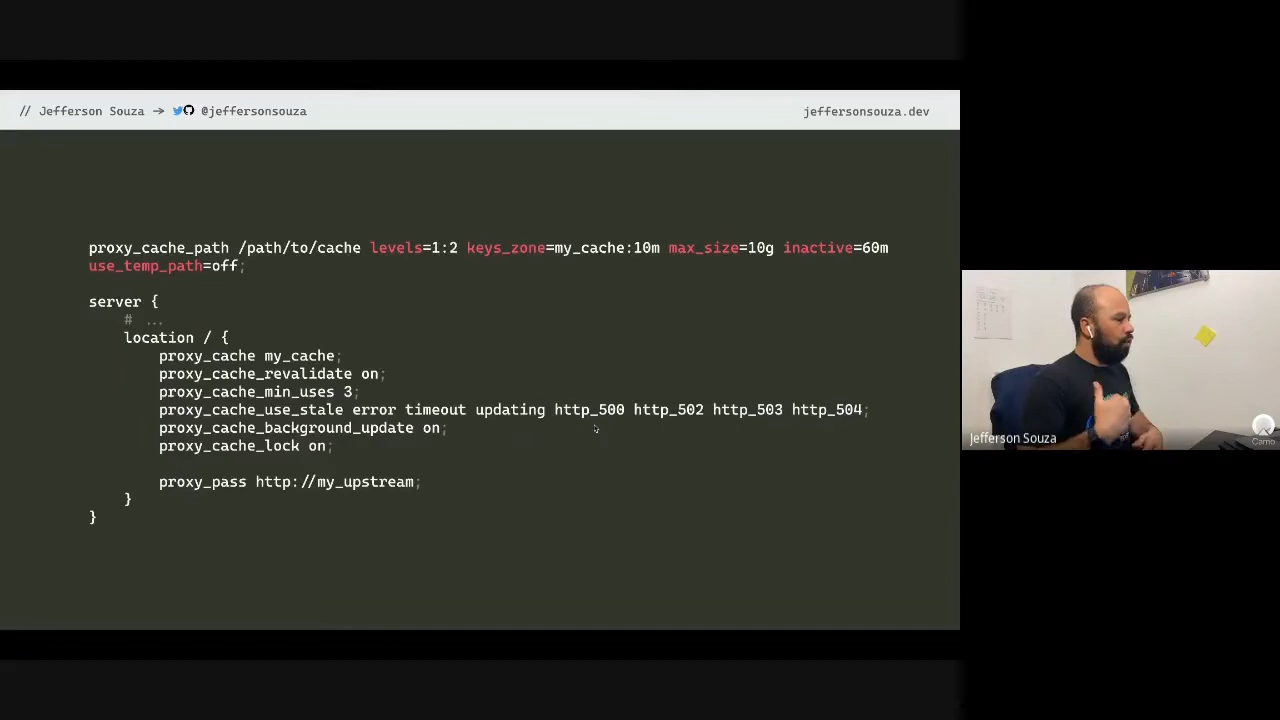 // Jefferson Souza → @jeffersonsouza
jeffersonsouza.dev
proxy_cache_path /path/to/cache levels=1:2 keys_zone=my_cache:10m max_size=10g inactive=60m
use_temp_path=off;
server {
# ...
location / {
proxy_cache my_cache;
proxy_cache_revalidate on;
proxy_cache_min_uses 3;
proxy_cache_use_stale error timeout updating http_500 http_502 http_503 http_504;
proxy_cache_background_update on;
proxy_cache_lock on;
proxy_pass http://my_upstream;
}
}
Jefferson Souza
Camo